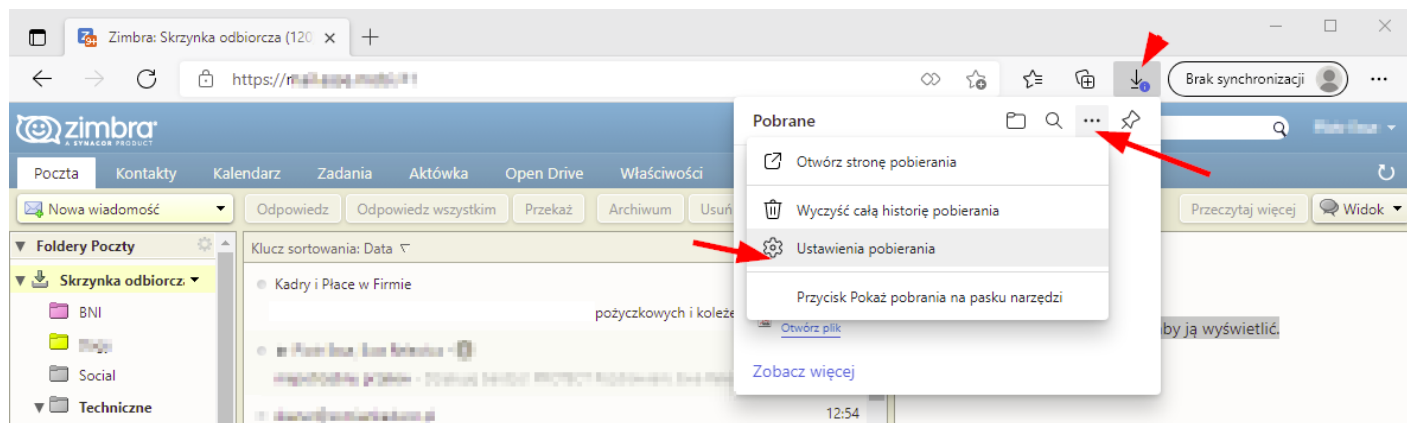 Zimbra: Skrzynka odbiorcza (120
https://
Brak synchronizacji
zimbra
A SYNACOR PRODUCT
Pobrane
Poczta Kontakty Kalendarz Zadania Aktówka Open Drive Właściwości
Otwórz stronę pobierania
Nowa wiadomość Odpowiedz Odpowiedz wszystkim Przekaż Archiwum Usuń
Wyczyść całą historię pobierania
Przeczytaj więcej Widok
Foldery Poczty
Klucz sortowania: Data
Ustawienia pobierania
Skrzynka odbiorcz
Kadry i Płace w Firmie
Przycisk Pokaż pobrania na pasku narzędzi
BNI
pożyczkowych i koleże
Otwórz plik
by ją wyświetlić.
Social
Zobacz więcej
Techniczne
12:54